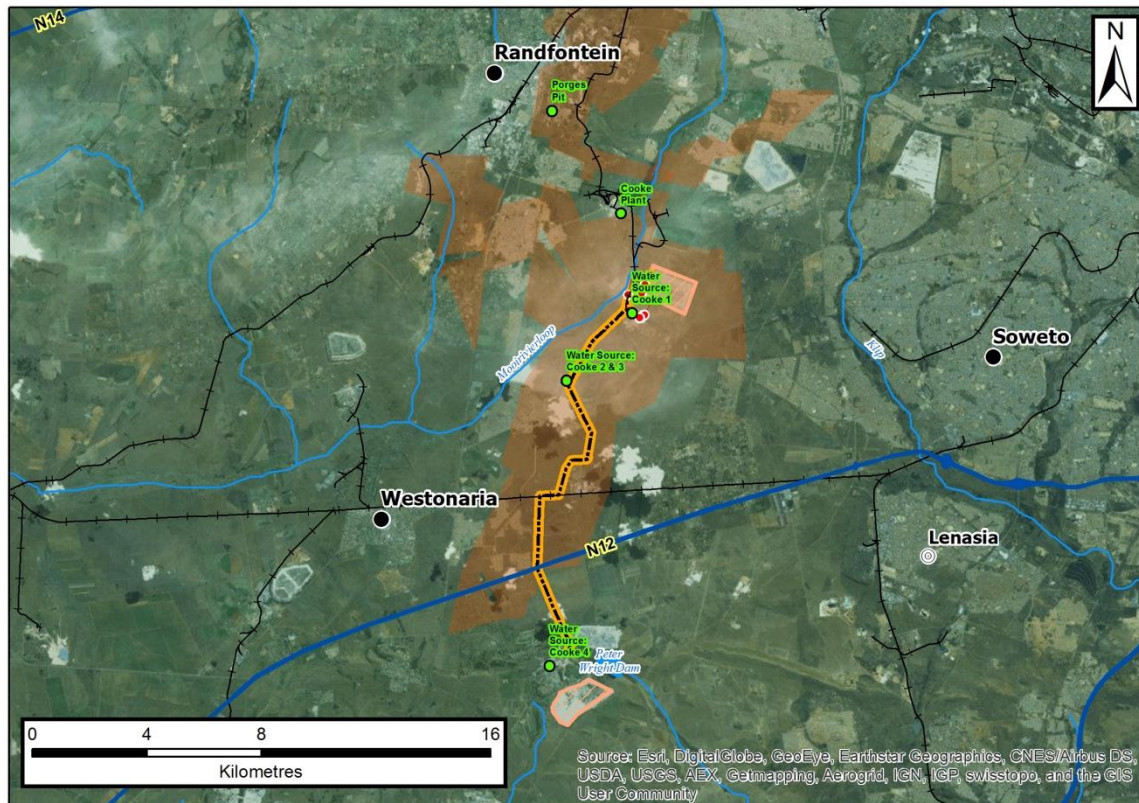 N14
N
Randfontein
Porges
Pit
Cooke
Plant
Water
Source:
Cooke 1
Mooirivierloop
Water Source:
Cooke 2 & 3
Klip
Soweto
Westonaria
N12
Lenasia
Water
Source:
Cooke 4
Peter
Wright Dam
0 4 8 16
Kilometres
Source: Esri, DigitalGlobe, GeoEye, Earthstar Geographics, CNES/Airbus DS,
USDA, USGS, AEX, Getmapping, Aerogrid, IGN, IGP, swisstopo, and the GIS
User Community